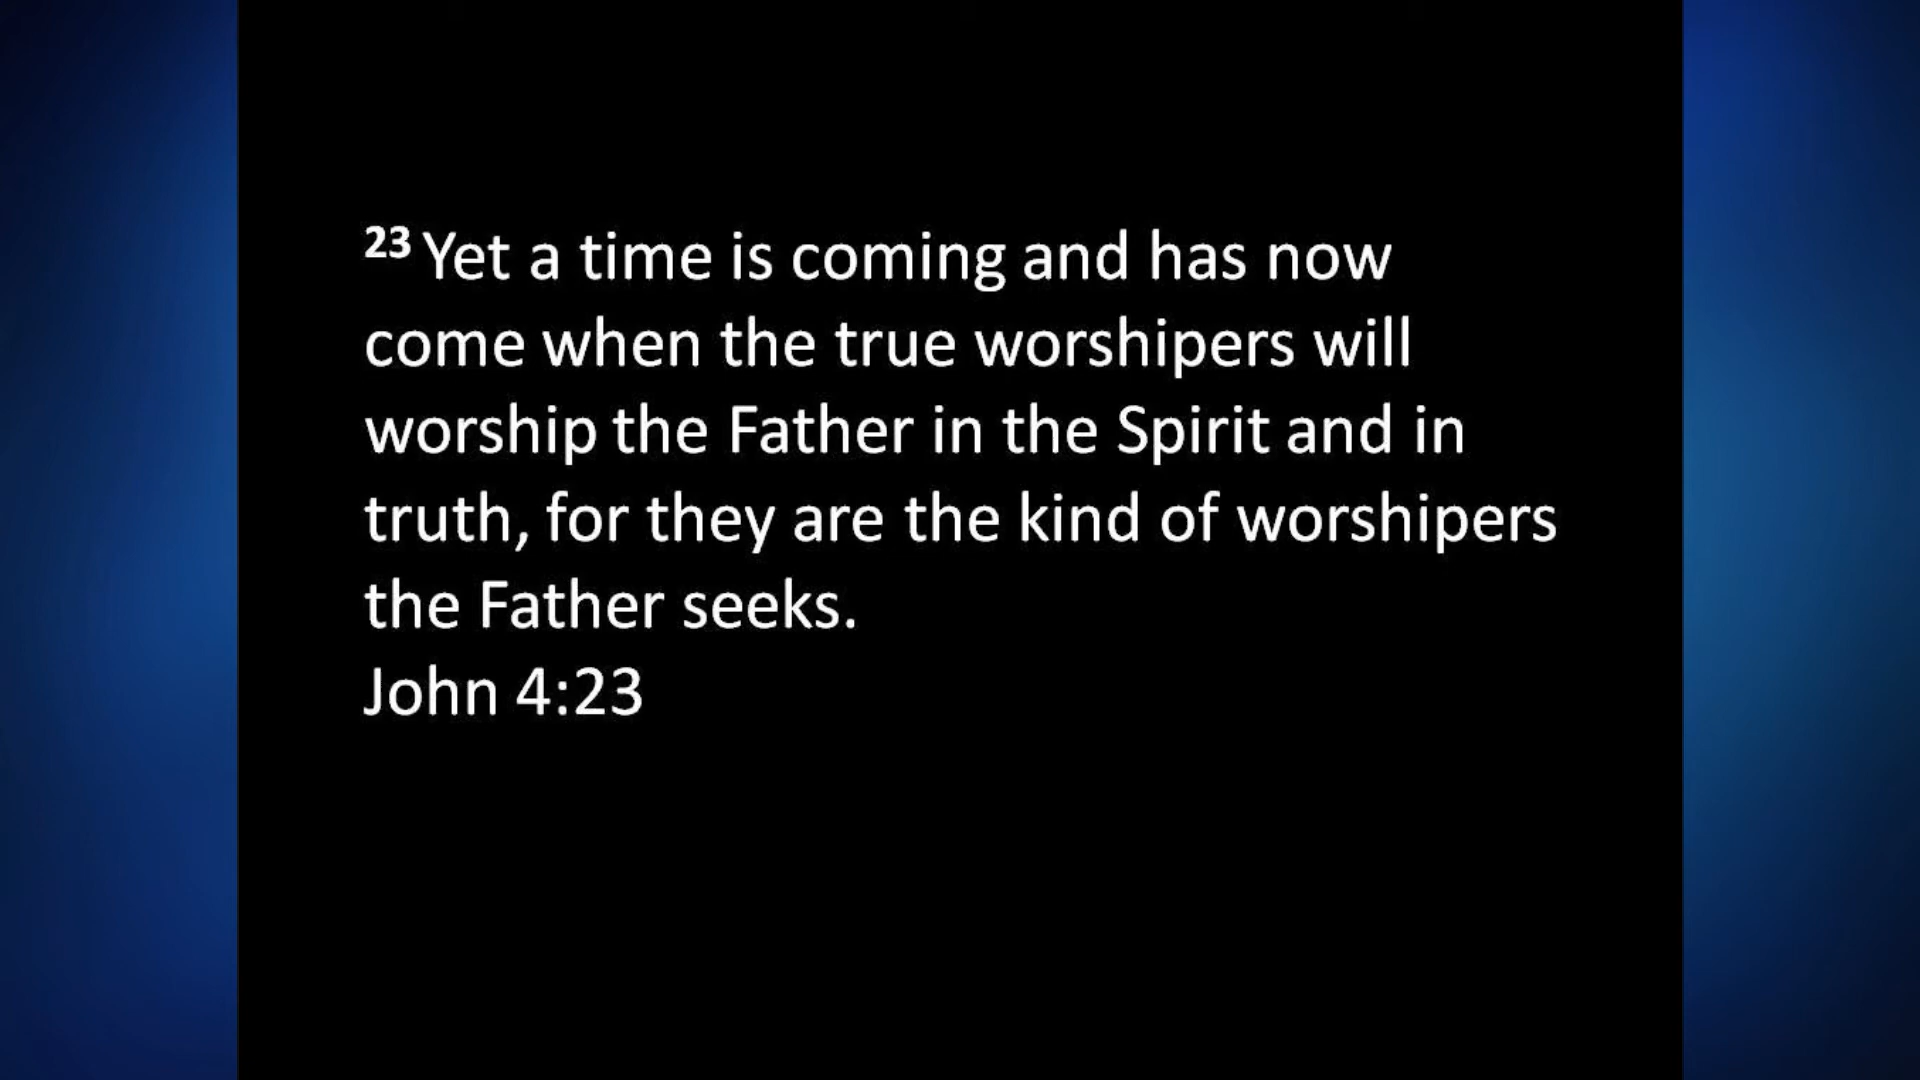 23 Yet a time is coming and has now
come when the true worshipers will
worship the Father in the Spirit and in
truth, for they are the kind of worshipers
the Father seeks.
John 4:23